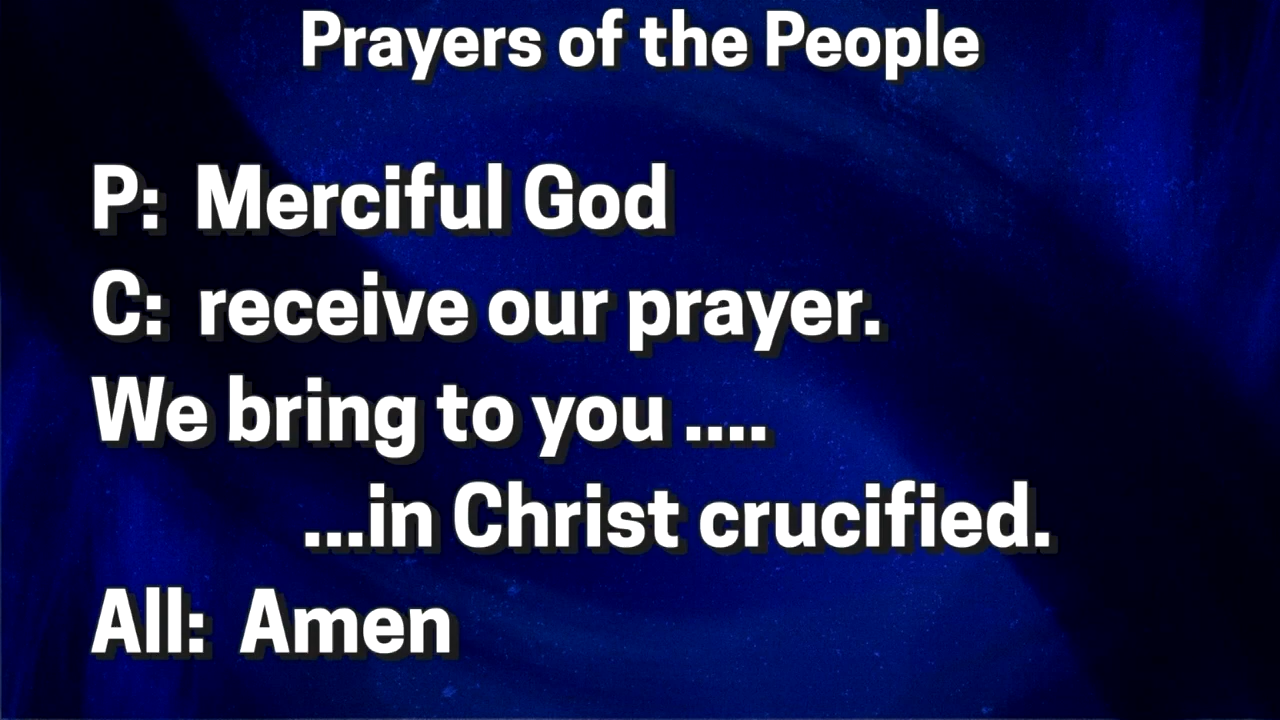 Prayers of the People
P: Merciful God
C: receive our prayer.
We bring to you ....
...in Christ crucified.
All: Amen